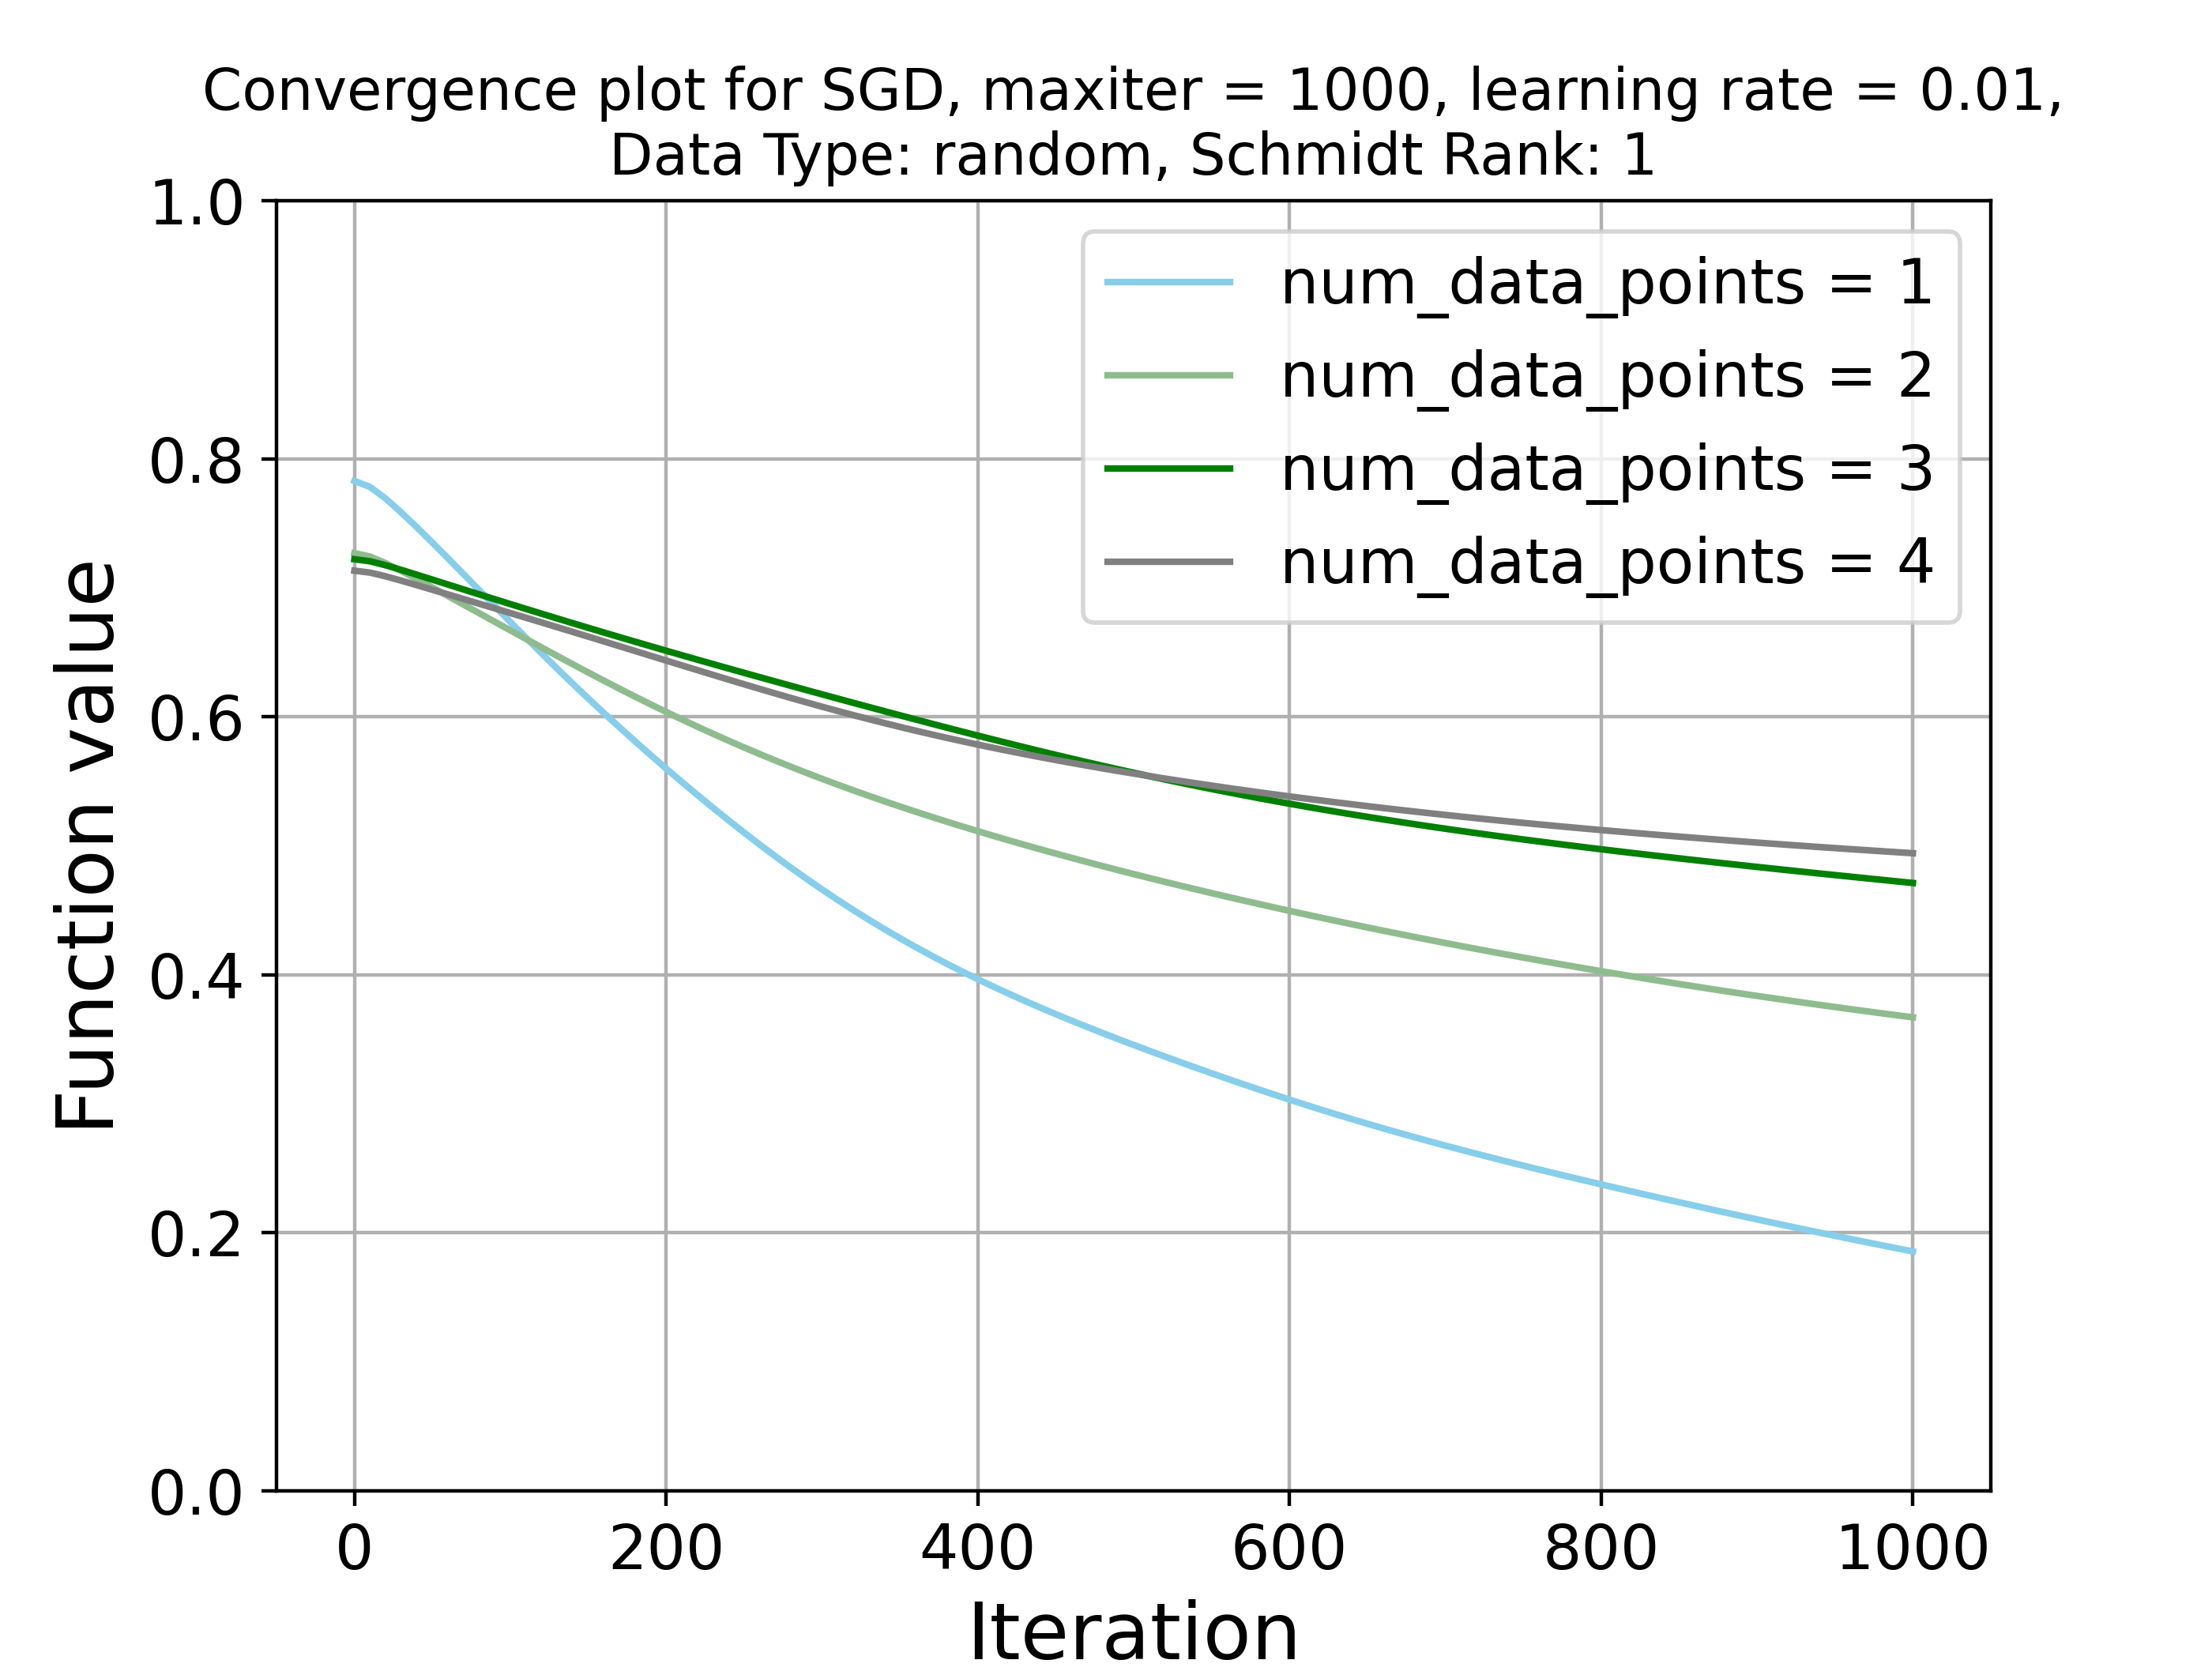 Convergence plot for SGD, maxiter = 1000, learning rate = 0.01,
Data Type: random, Schmidt Rank: 1
1.0
0.8
0.6
0.4
0.2
0.0
Function value
num_data_points = 1
num_data_points = 2
num_data_points = 3
num_data_points = 4
0 200 400 600 800 1000
Iteration